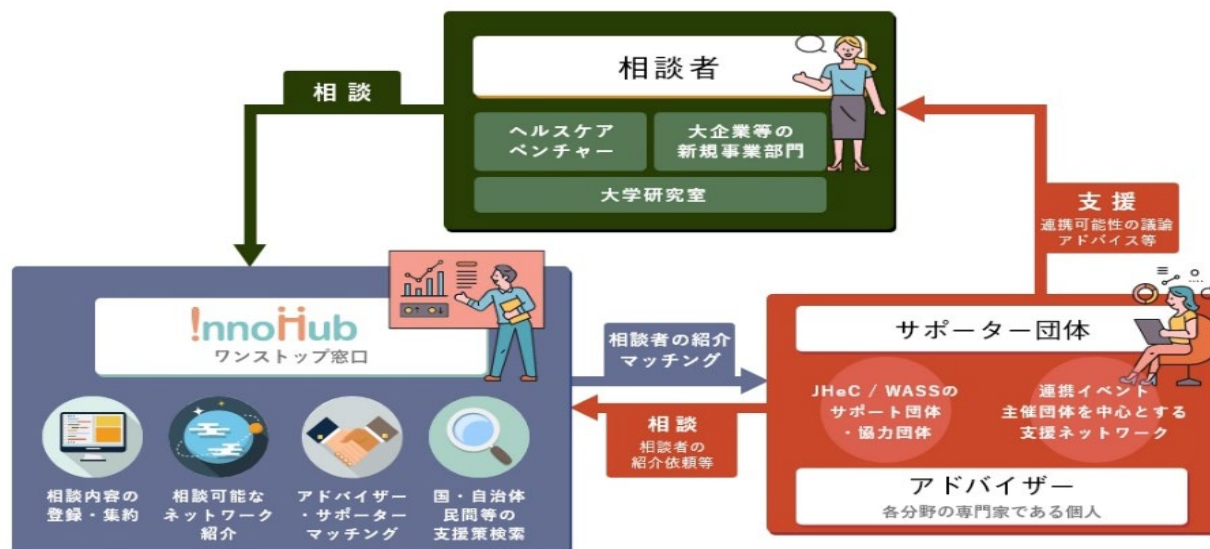 相談者
ヘルスケア
ベンチャー
大企業等の
新規事業部門
大学研究室
相談
支援
連携可能性の議論
アドバイス等
InnoHub
ワンストップ窓口
相談内容の
登録・集約
相談可能な
ネットワーク
紹介
アドバイザー
・サポーター
マッチング
国・自治体
民間等の
支援策検索
相談者の紹介
マッチング
相談
相談者の
紹介依頼等
サポーター団体
JHeC / WASSの
サポート団体
・協力団体
連携イベント
主催団体を中心とする
支援ネットワーク
アドバイザー
各分野の専門家である個人